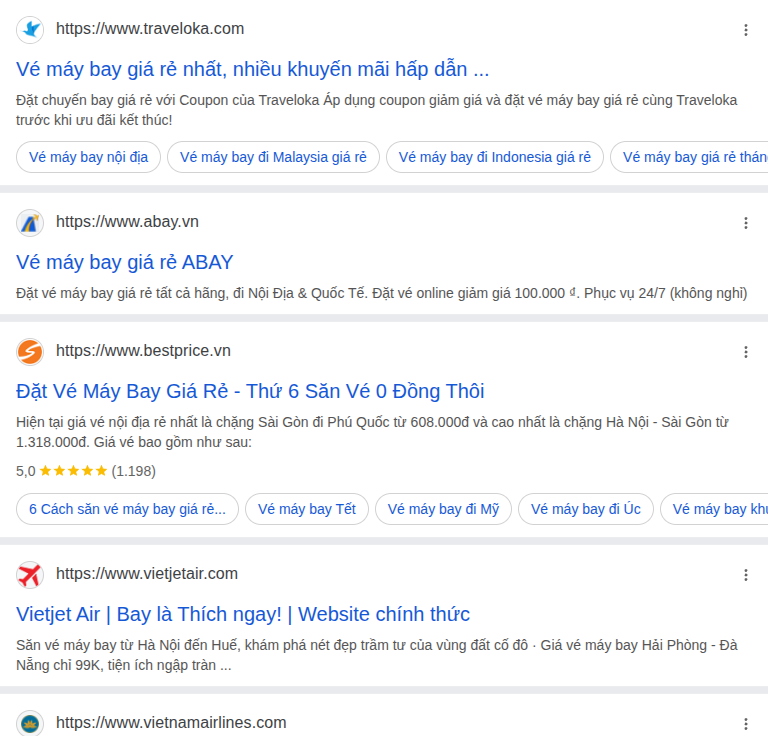 https://www.traveloka.com
Vé máy bay giá rẻ nhất, nhiều khuyến mãi hấp dẫn ...
Đặt chuyến bay giá rẻ với Coupon của Traveloka Áp dụng coupon giảm giá và đặt vé máy bay giá rẻ cùng Traveloka
trước khi ưu đãi kết thúc!
Vé máy bay nội địa
Vé máy bay đi Malaysia giá rẻ
Vé máy bay đi Indonesia giá rẻ
Vé máy bay giá rẻ thán
https://www.abay.vn
Vé máy bay giá rẻ ABAY
Đặt vé máy bay giá rẻ tất cả hãng, đi Nội Địa & Quốc Tế. Đặt vé online giảm giá 100.000 ₫. Phục vụ 24/7 (không nghỉ)
https://www.bestprice.vn
Đặt Vé Máy Bay Giá Rẻ - Thứ 6 Săn Vé 0 Đồng Thôi
Hiện tại giá vé nội địa rẻ nhất là chặng Sài Gòn đi Phú Quốc từ 608.000đ và cao nhất là chặng Hà Nội - Sài Gòn từ
1.318.000đ. Giá vé bao gồm như sau:
5,0 ★★★★★ (1.198)
6 Cách săn vé máy bay giá rẻ...
Vé máy bay Tết
Vé máy bay đi Mỹ
Vé máy bay đi Úc
Vé máy bay khu
https://www.vietjetair.com
Vietjet Air | Bay là Thích ngay! | Website chính thức
Săn vé máy bay từ Hà Nội đến Huế, khám phá nét đẹp trầm tư của vùng đất cố đô · Giá vé máy bay Hải Phòng - Đà
Nẵng chỉ 99K, tiện ích ngập tràn ...
https://www.vietnamairlines.com